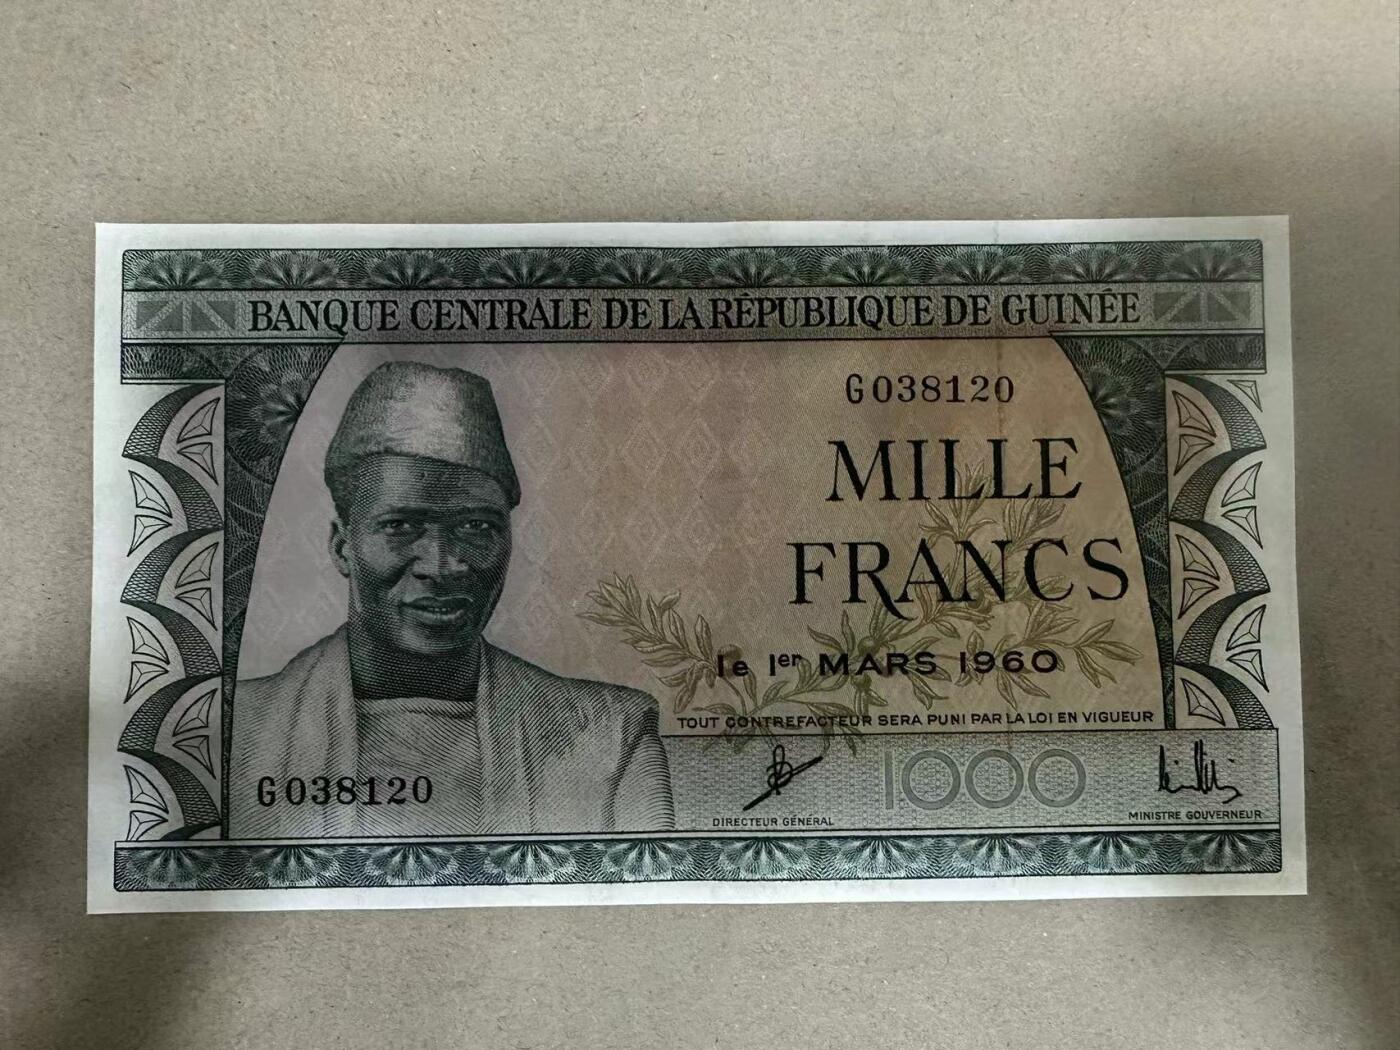 BANQUE CENTRALE DE LA RÉPUBLIQUE DE GUINÉE
G038120
MILLE
FRANCS
le 1er MARS 1960
TOUT CONTREFACTEUR SERA PUNI PAR LA LOI EN VIGUEUR
G038120
1000
DIRECTEUR GÉNÉRAL
MINISTRE GOUVERNEUR